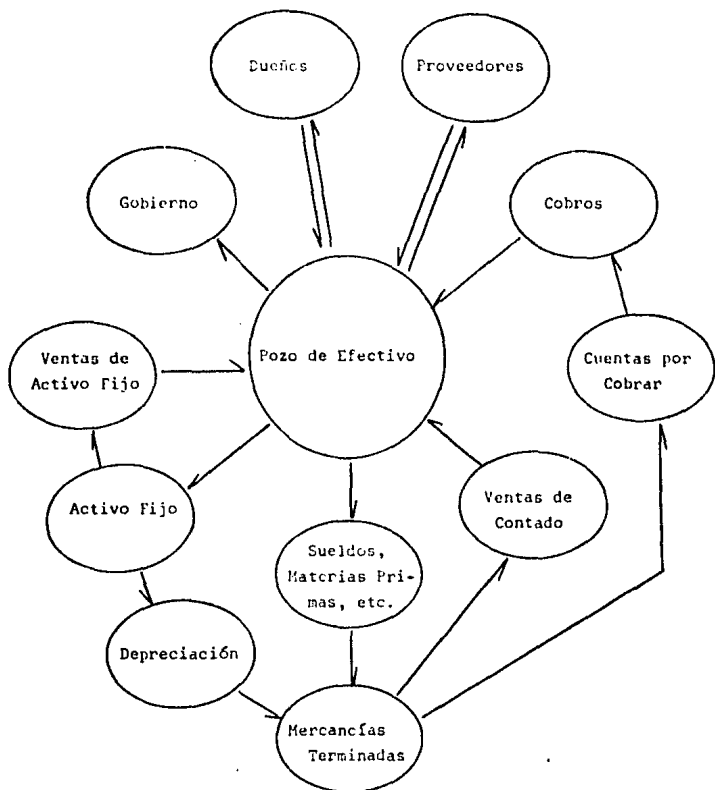 Dueños
Proveedores
Gobierno
Cobros
Ventas de
Activo Fijo
Pozo de Efectivo
Cuentas por
Cobrar
Activo Fijo
Ventas de
Contado
Sueldos,
Materias Pri-
mas, etc.
Depreciación
Mercancías
Terminadas